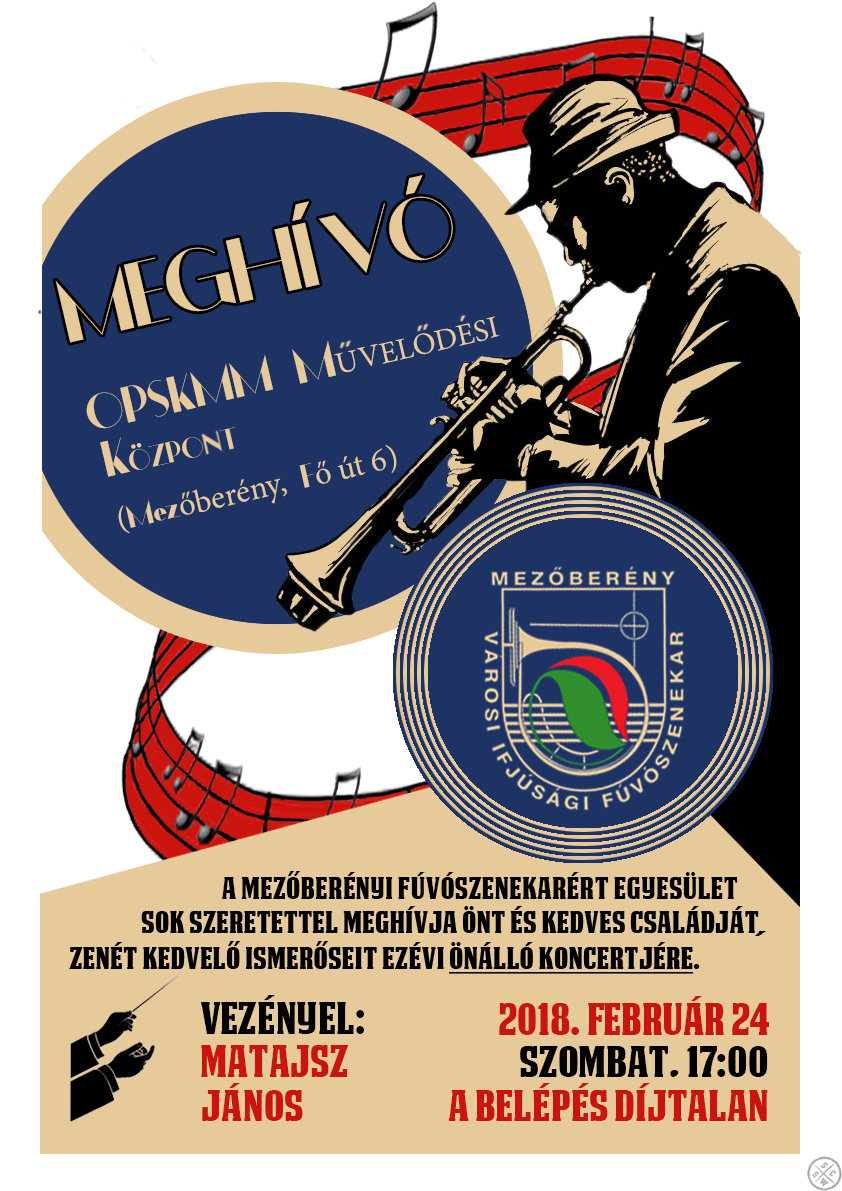 MEGHÍVÓ
OPSKMM MŰVELŐDÉSI
KÖZPONT
(Mezőberény, Fő út 6)
MEZŐBERÉNY
VÁROSI IFJÚSÁGI FÚVÓSZENEKAR
A MEZŐBERÉNYI FÚVÓSZENEKARÉRT EGYESÜLET
SOK SZERETETTEL MEGHÍVJA ÖNT ÉS KEDVES CSALÁDJÁT,
ZENÉT KEDVELŐ ISMERŐSEIT EZÉVI ÖNÁLLÓ KONCERTJÉRE.
VEZÉNYEL:
MATAJSZ
JÁNOS
2018. FEBRUÁR 24
SZOMBAT. 17:00
A BELÉPÉS DÍJTALAN